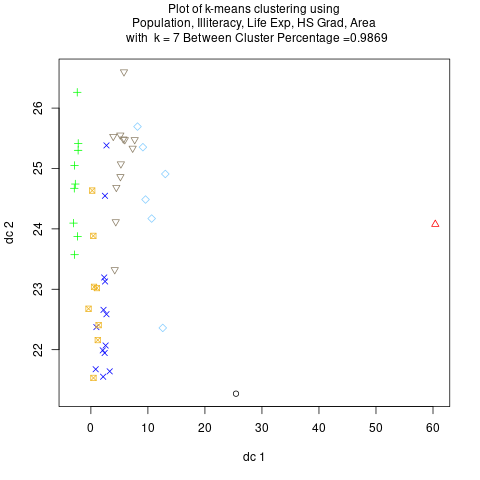 Plot of k-means clustering using
Population, Illiteracy, Life Exp, HS Grad, Area
with k = 7 Between Cluster Percentage =0.9869
26
25
24
23
22
dc 2
0 10 20 30 40 50 60
dc 1